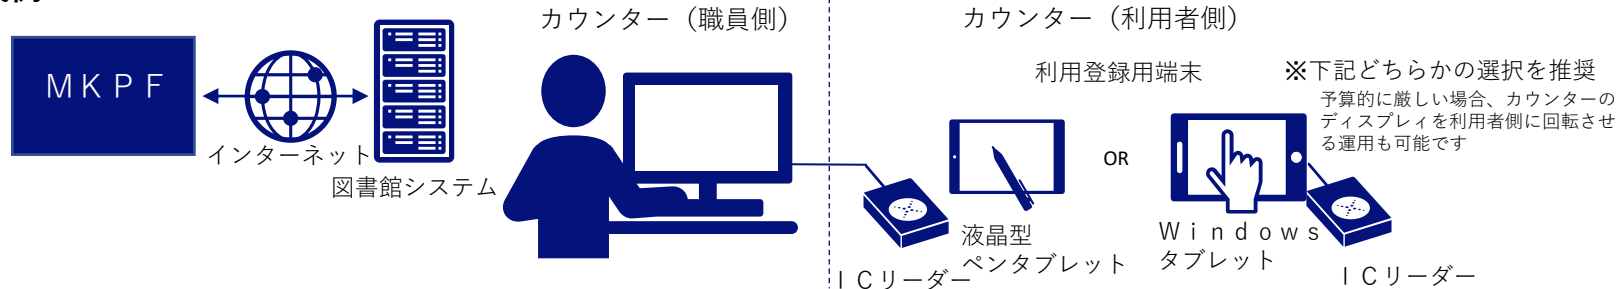 カウンター（職員側）
カウンター（利用者側）
ＭＫＰＦ
インターネット
図書館システム
利用登録用端末
※下記どちらかの選択を推奨
予算的に厳しい場合、カウンターの
ディスプレィを利用者側に回転させ
る運用も可能です
OR
液晶型
ペンタブレット
ＩＣリーダー
Ｗｉｎｄｏｗｓ
タブレット
ＩＣリーダー